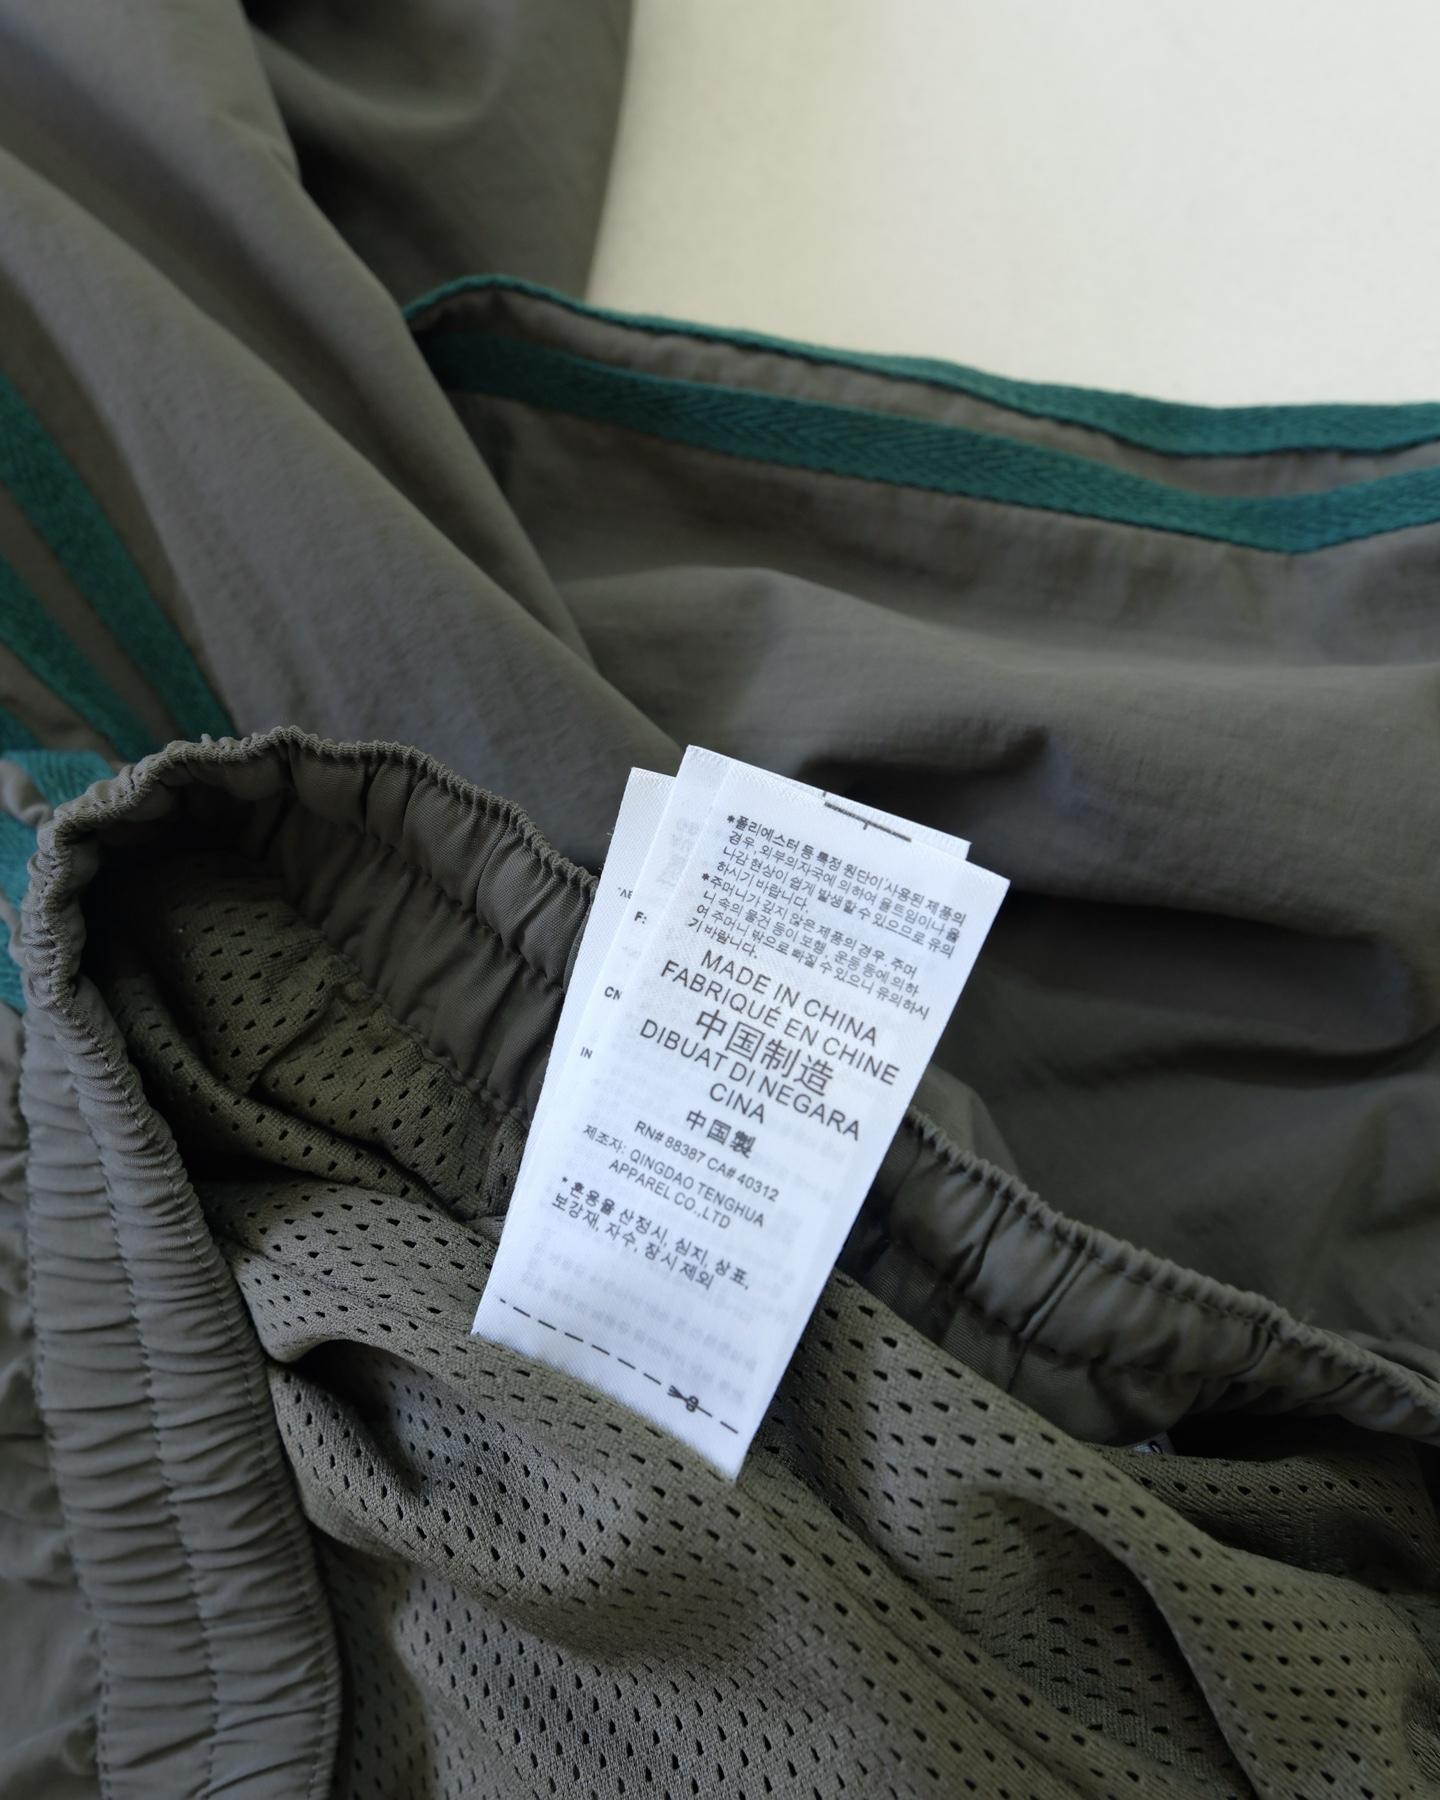 *폴리에스터 등 특정 원단이 사용된 제품의
경우, 외부의자극에 의하여 올트임이나 올
나감 현상이 쉽게 발생할 수 있으므로 유의
하시기 바랍니다.
*주머니가 깊지 않은 제품의 경우, 주머
니 속의 물건 등이 보행, 운동 등에 의하
여 주머니 밖으로 빠질 수 있으니 유의하시
기 바랍니다.
MADE IN CHINA
FABRIQUÉ EN CHINE
中国制造
DIBUAT DI NEGARA
CINA
中国製
RN# 88387 CA# 40312
제조자: QINGDAO TENGHUA
APPAREL CO.,LTD
*혼용율 산정시, 심지, 상표,
보강재, 자수, 장식 제외
F:
CN
IN